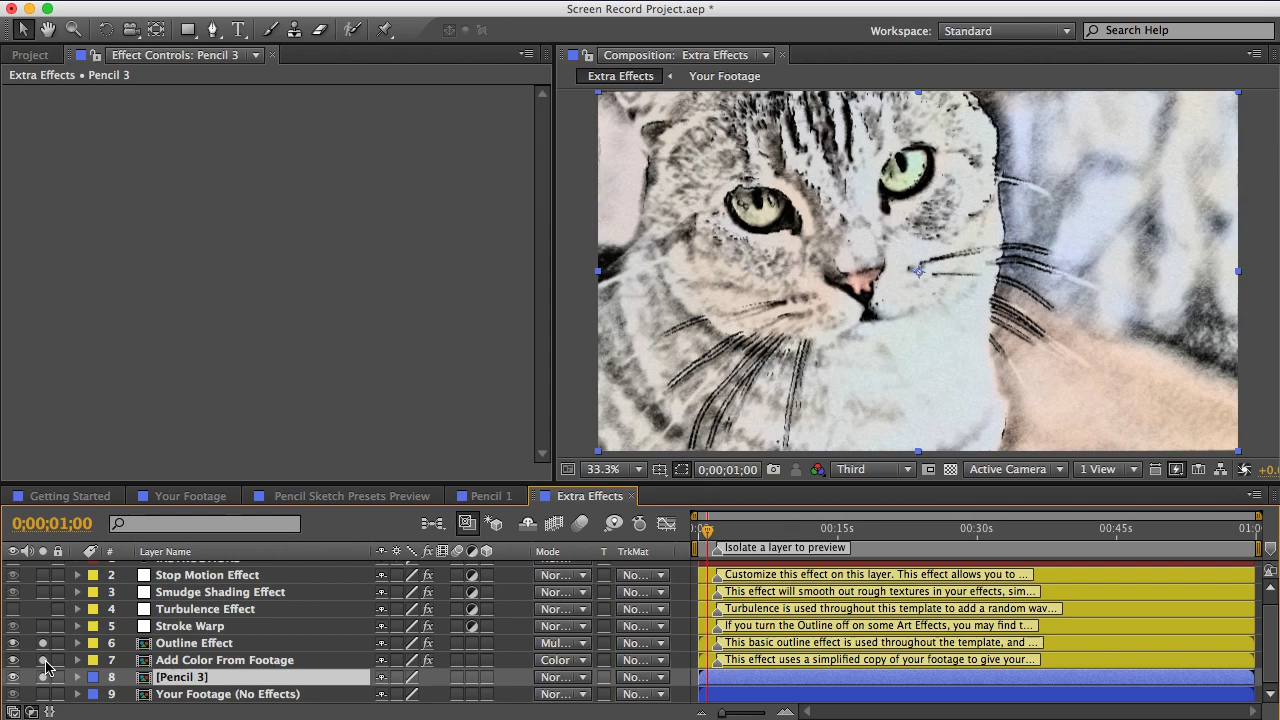 Screen Record Project.aep *
Workspace: Standard Search Help
Project Effect Controls: Pencil 3 Composition: Extra Effects
Extra Effects • Pencil 3 Extra Effects Your Footage
33.3% 0;00;01;00 Third Active Camera 1 View +0.
Getting Started Your Footage Pencil Sketch Presets Preview Pencil 1 Extra Effects
0;00;01;00 00:15s 00:30s 00:45s 01:0
# Layer Name Mode T TrkMat Isolate a layer to preview
2 Stop Motion Effect fx Nor... No... Customize this effect on this layer. This effect allows you to ...
3 Smudge Shading Effect fx Nor... No... This effect will smooth out rough textures in your effects, sim...
4 Turbulence Effect Nor... No... Turbulence is used throughout this template to add a random wav...
5 Stroke Warp Nor... No... If you turn the Outline off on some Art Effects, you may find t...
6 Outline Effect fx Mul... No... This basic outline effect is used throughout the template, and ...
7 Add Color From Footage fx Color No... This effect uses a simplified copy of your footage to give your...
8 [Pencil 3] Nor... No...
9 Your Footage (No Effects) Nor... No...